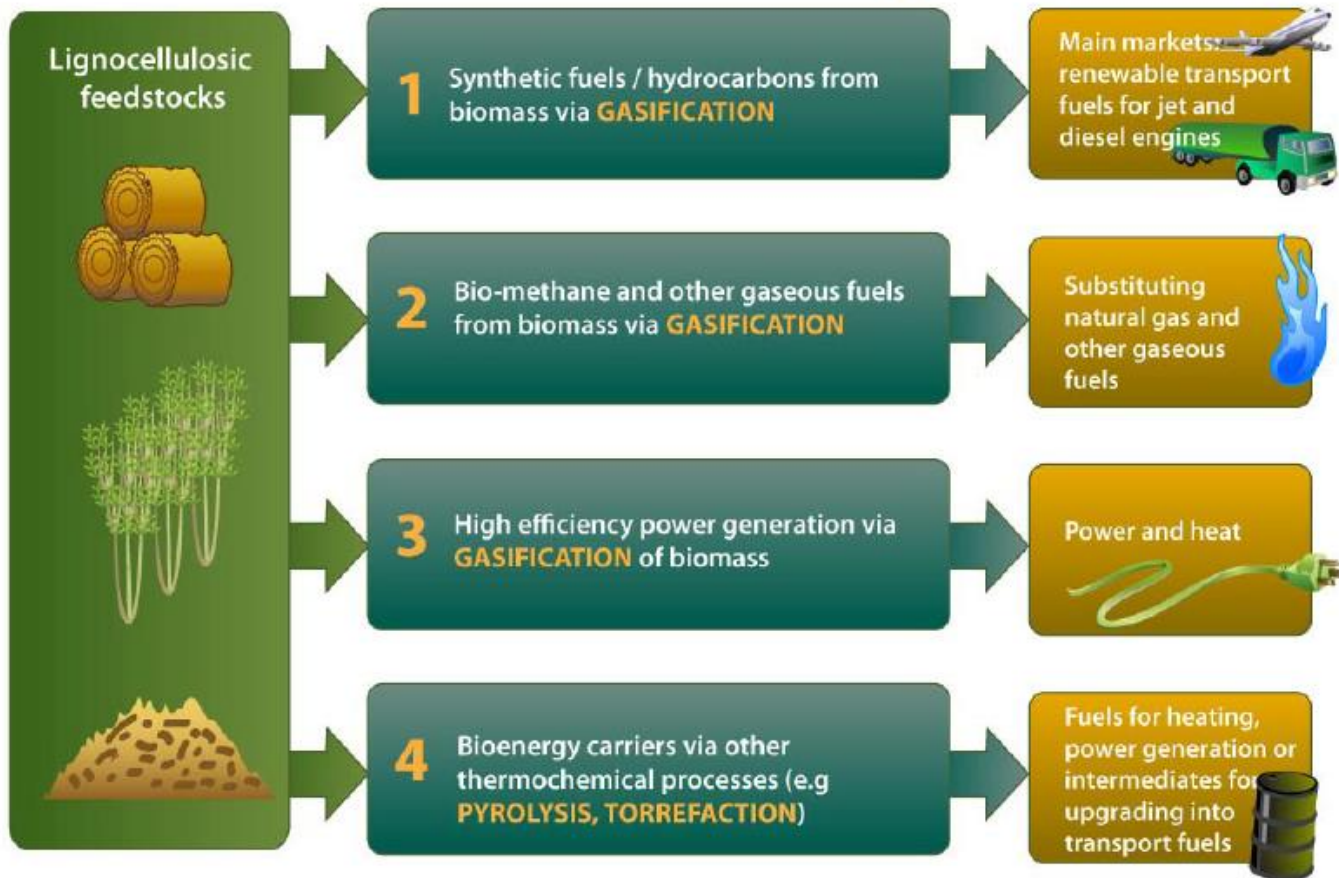 Lignocellulosic
feedstocks
1
Synthetic fuels / hydrocarbons from
biomass via GASIFICATION
Main markets:
renewable transport
fuels for jet and
diesel engines
2
Bio-methane and other gaseous fuels
from biomass via GASIFICATION
Substituting
natural gas and
other gaseous
fuels
3
High efficiency power generation via
GASIFICATION of biomass
Power and heat
4
Bioenergy carriers via other
thermochemical processes (e.g
PYROLYSIS, TORREFACTION)
Fuels for heating,
power generation or
intermediates for
upgrading into
transport fuels